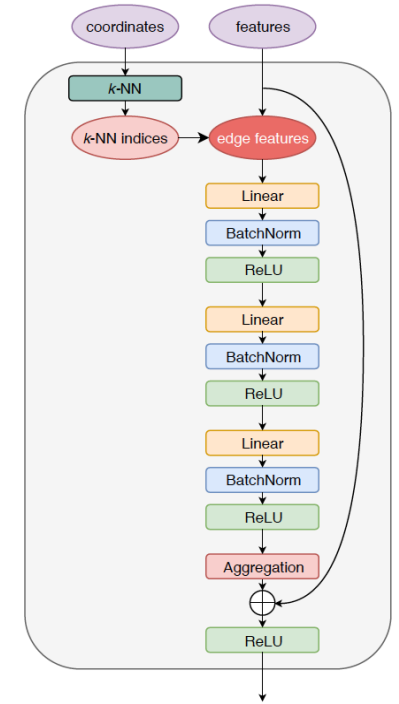 coordinates
features
k-NN
k-NN indices
edge features
Linear
BatchNorm
ReLU
Linear
BatchNorm
ReLU
Linear
BatchNorm
ReLU
Aggregation
ReLU